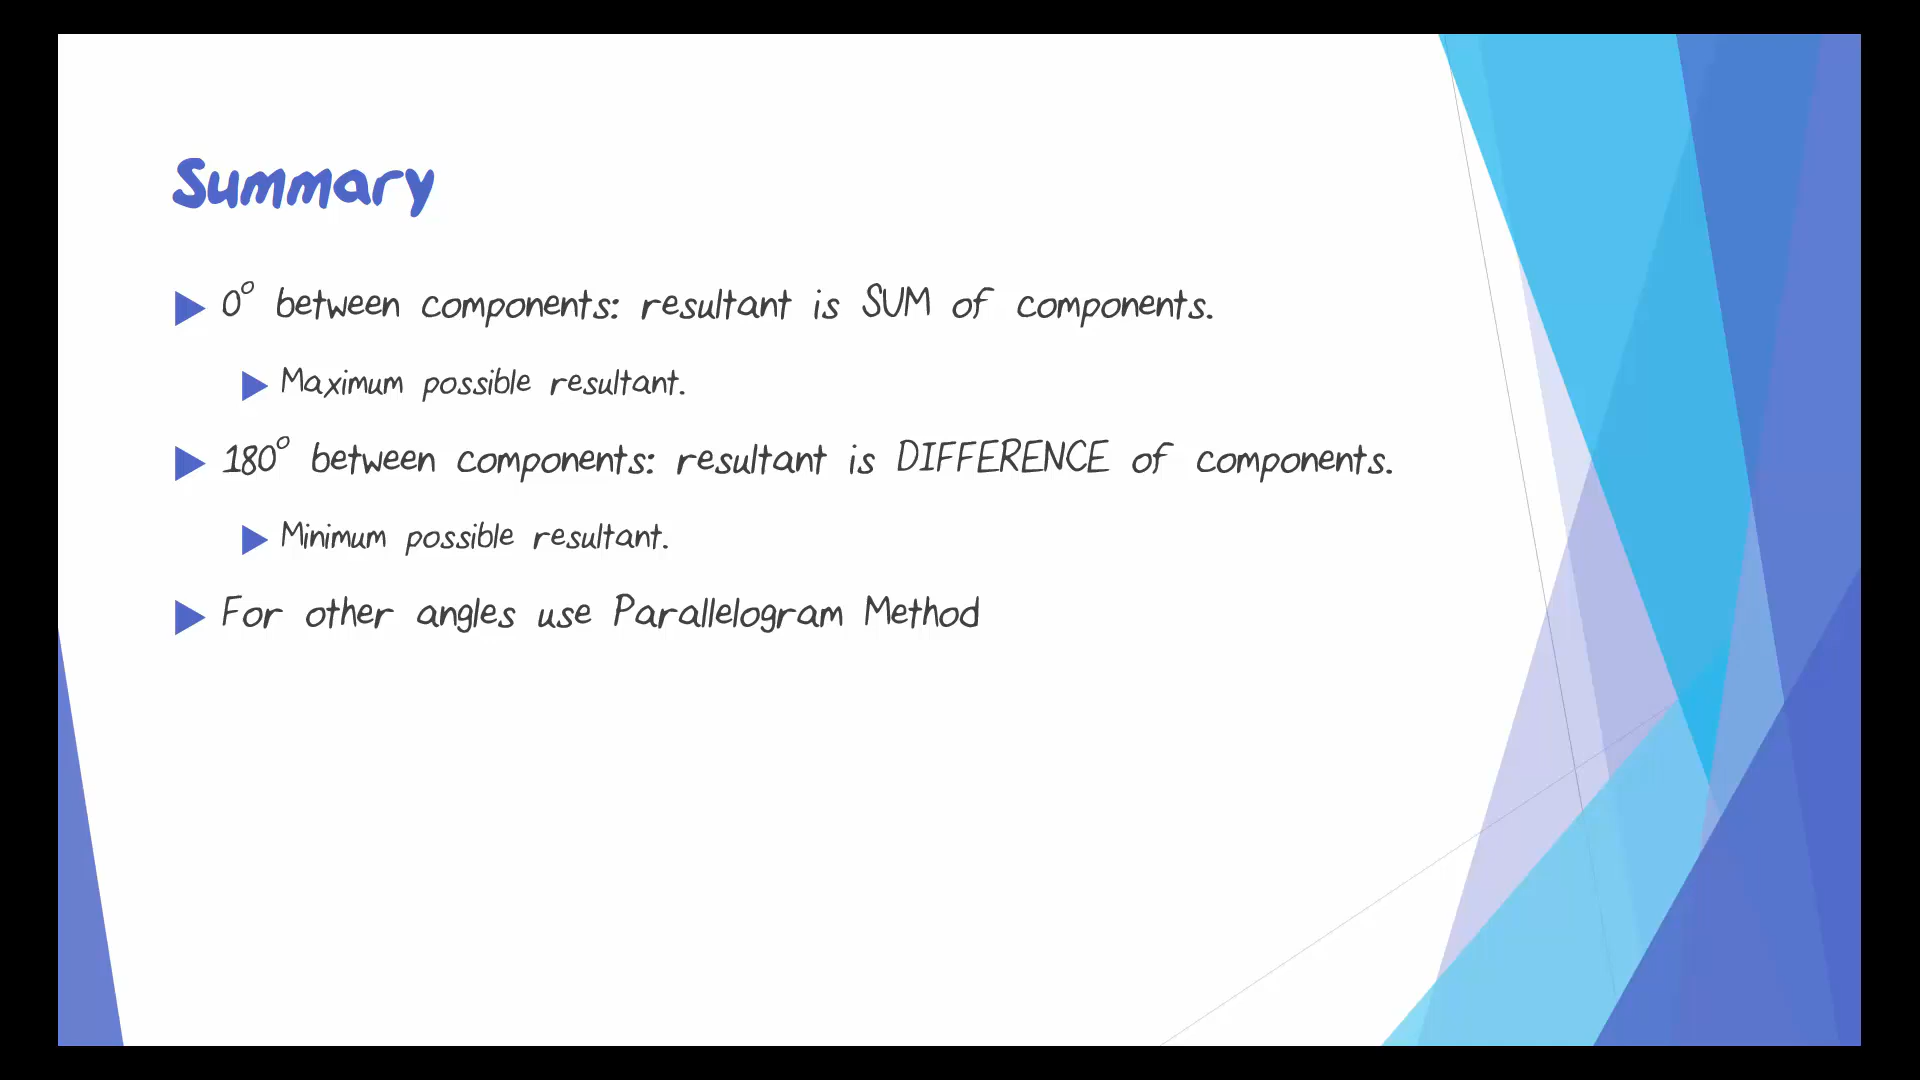 Summary
0° between components: resultant is SUM of components.
Maximum possible resultant.
180° between components: resultant is DIFFERENCE of components.
Minimum possible resultant.
For other angles use Parallelogram Method